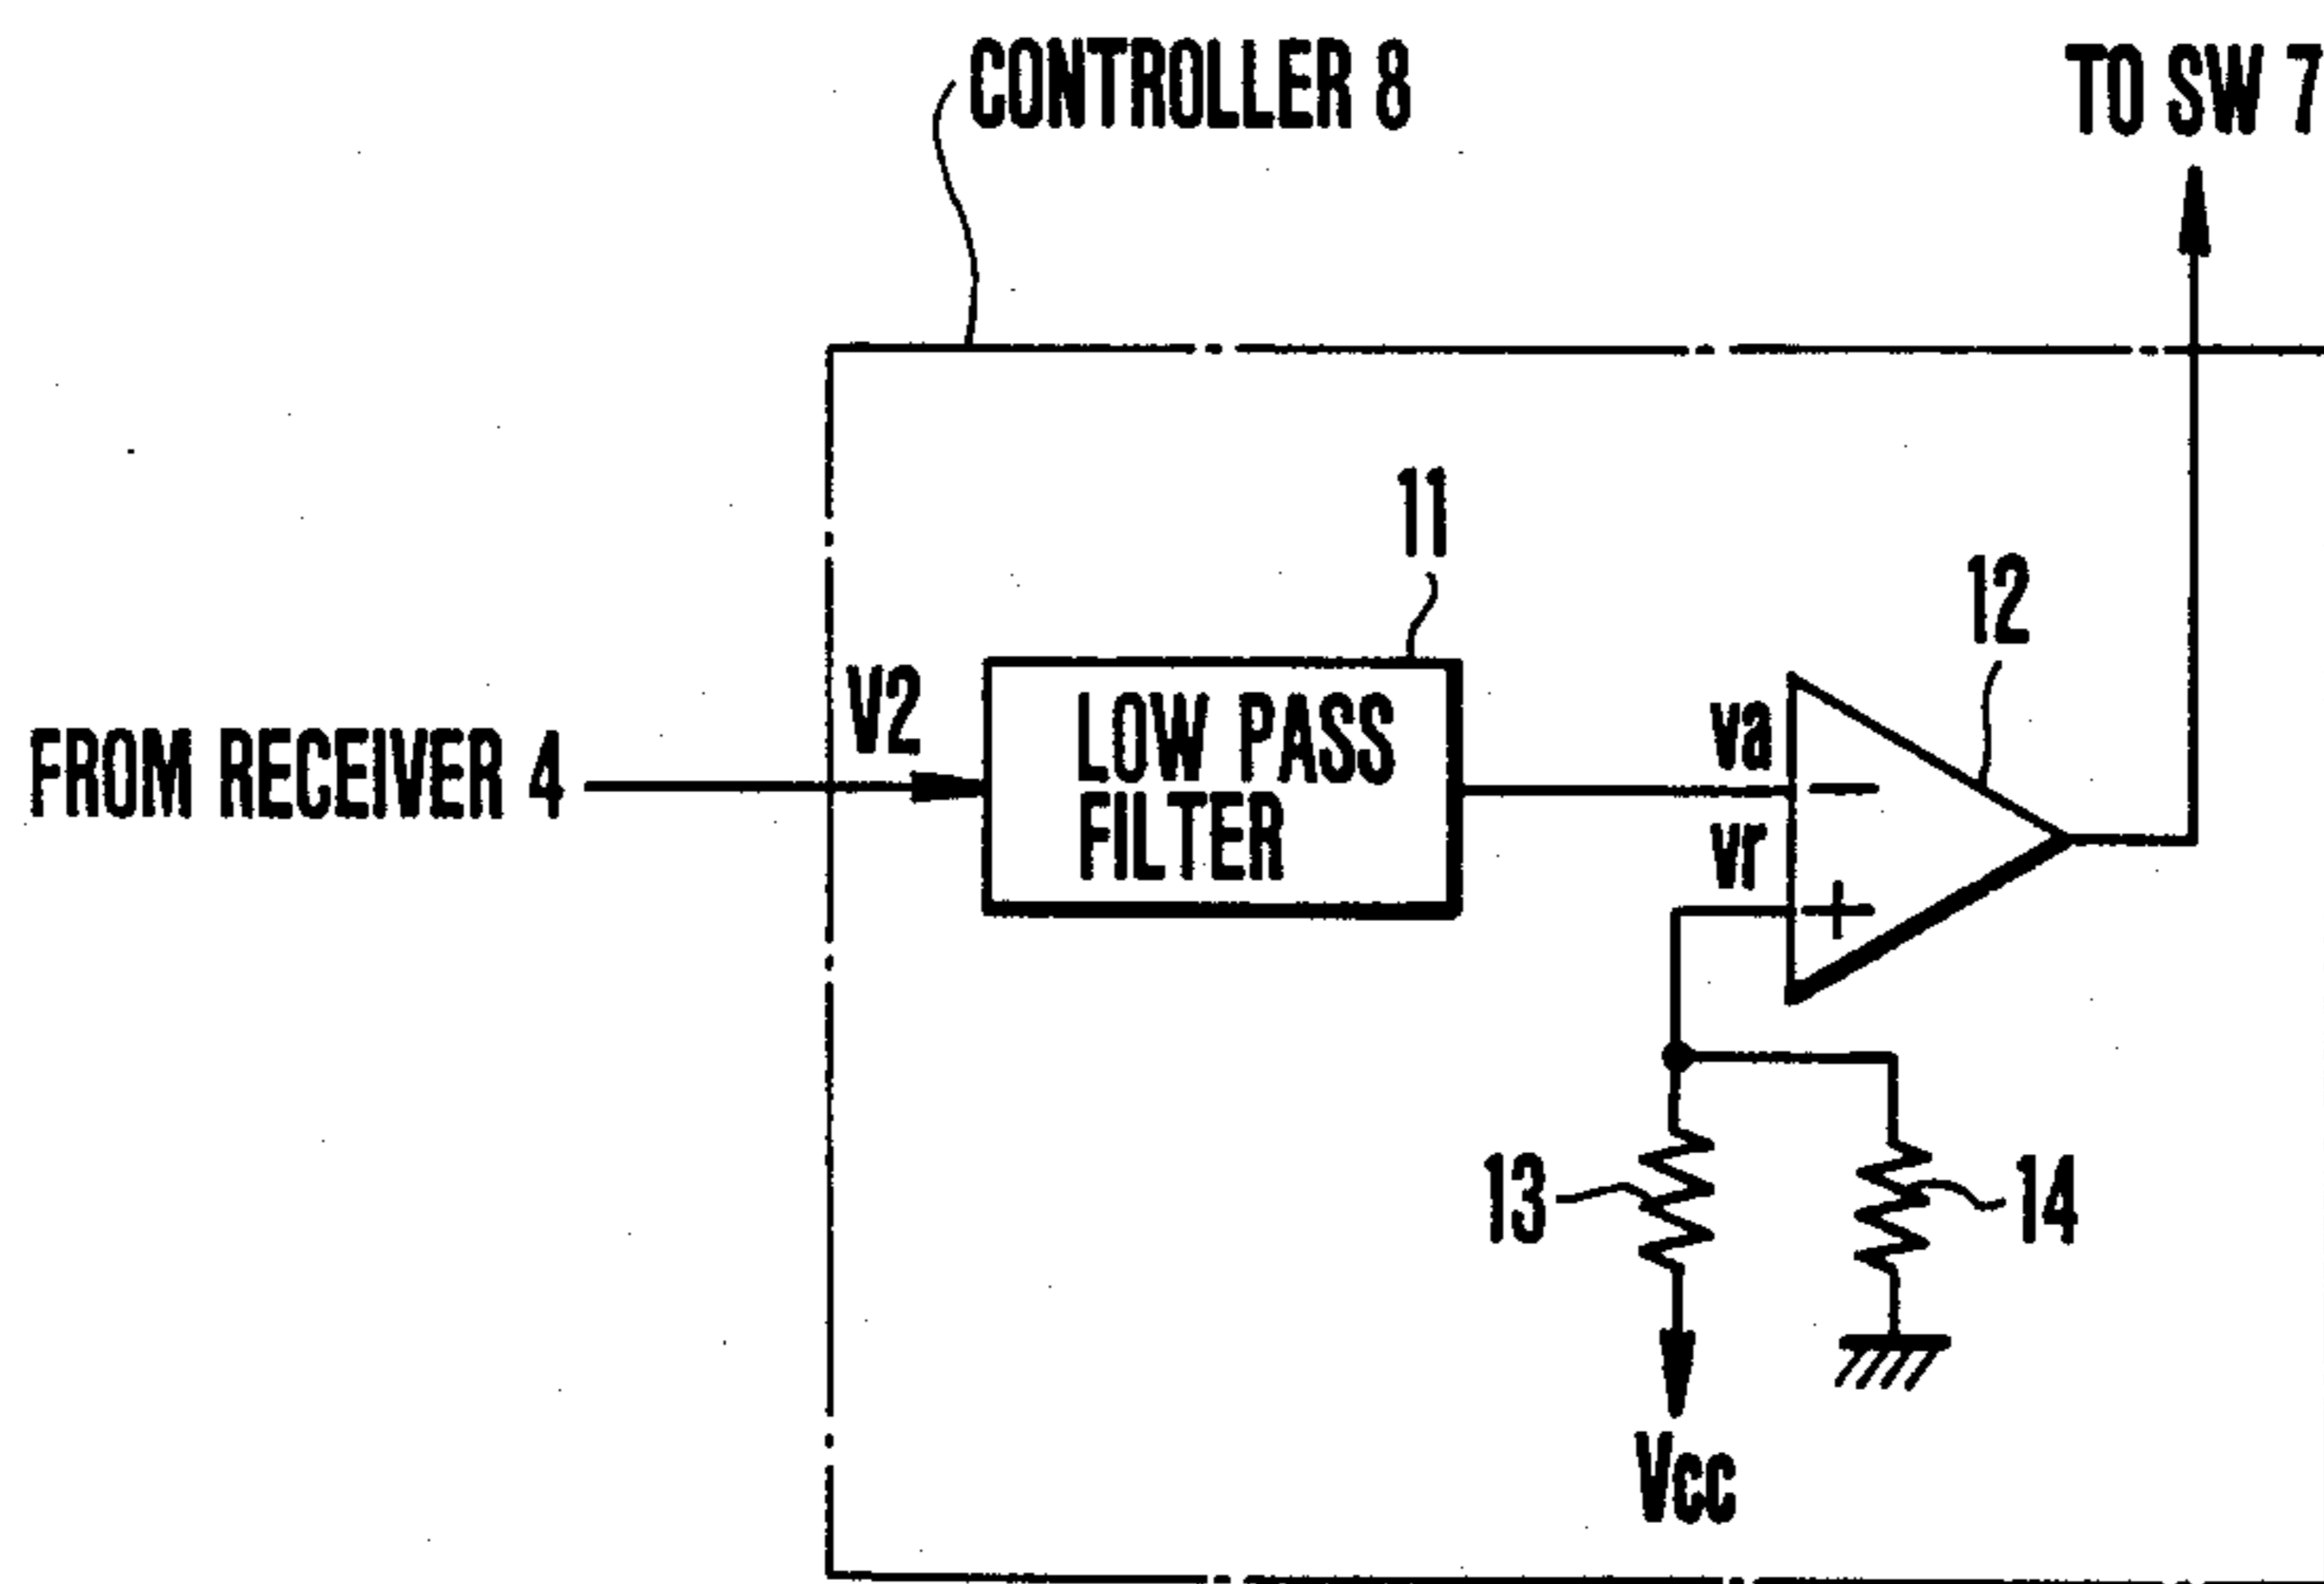 CONTROLLER 8
TO SW 7
11
12
V2
LOW PASS
FILTER
va
FROM RECEIVER 4
vr
−
+
13
14
Vcc